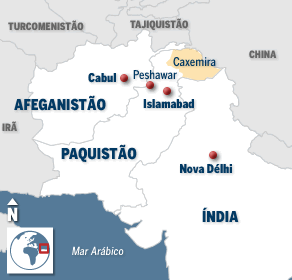 TURCOMENISTÃO
TAJIQUISTÃO
CHINA
Caxemira
Peshawar
Cabul
Islamabad
AFEGANISTÃO
IRÃ
PAQUISTÃO
Nova Délhi
N
ÍNDIA
Mar Arábico